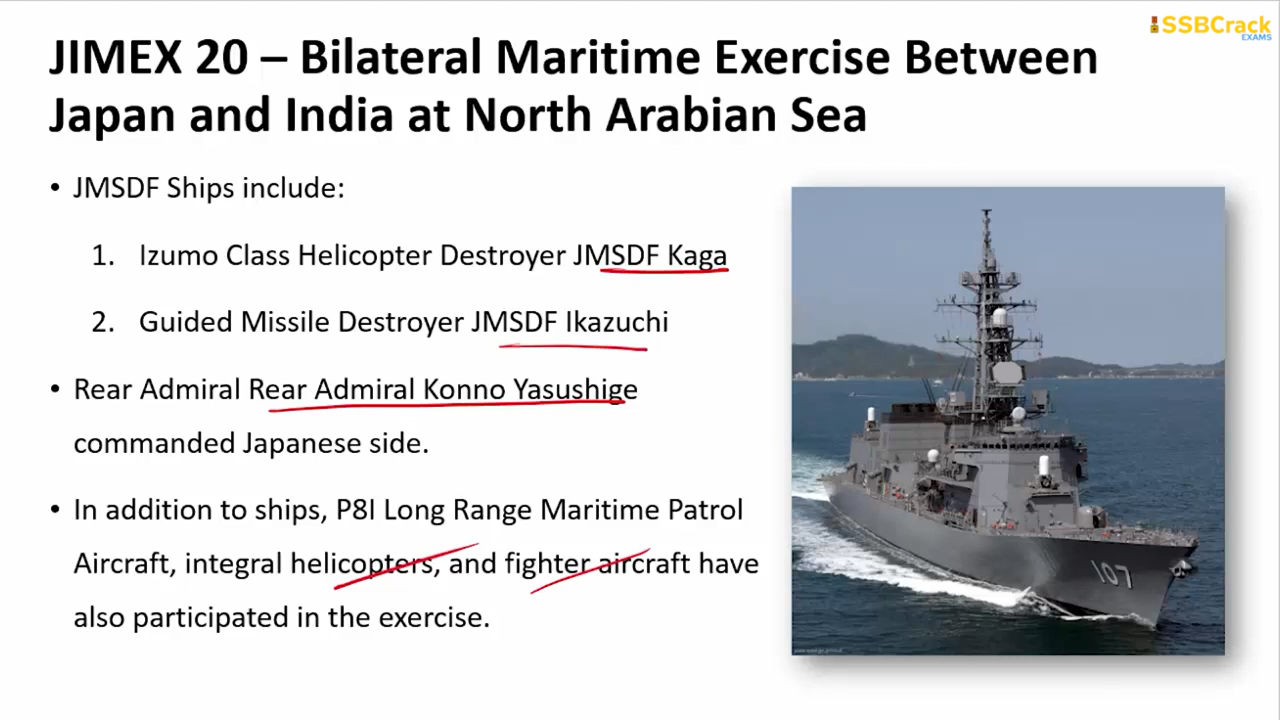 SSBCrack
EXAMS
JIMEX 20 – Bilateral Maritime Exercise Between
Japan and India at North Arabian Sea
• JMSDF Ships include:
1. Izumo Class Helicopter Destroyer JMSDF Kaga
2. Guided Missile Destroyer JMSDF Ikazuchi
• Rear Admiral Rear Admiral Konno Yasushige
commanded Japanese side.
• In addition to ships, P8I Long Range Maritime Patrol
Aircraft, integral helicopters, and fighter aircraft have
also participated in the exercise.
107